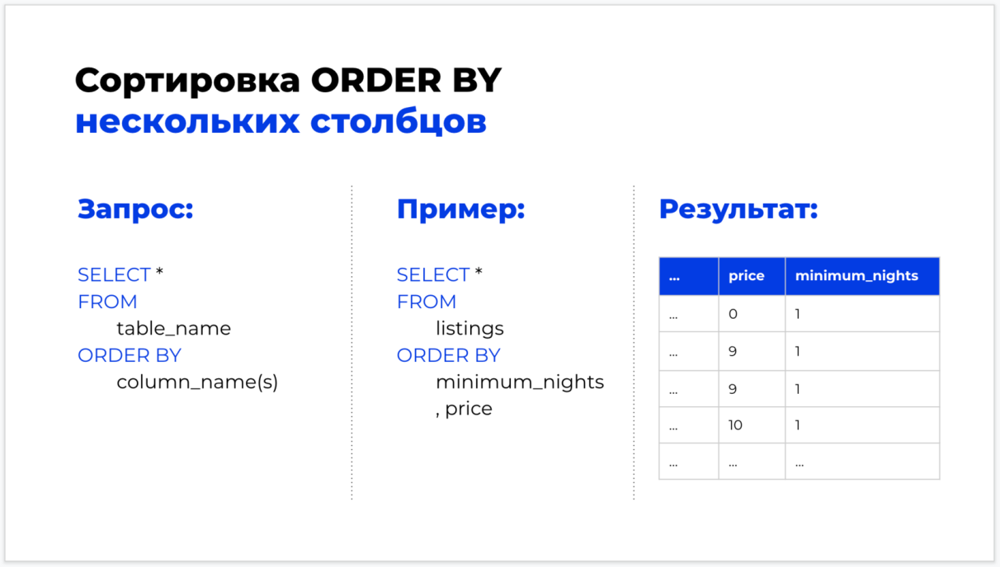 Сортировка ORDER BY
нескольких столбцов
Запрос:
SELECT *
FROM
table_name
ORDER BY
column_name(s)
Пример:
SELECT *
FROM
listings
ORDER BY
minimum_nights
, price
Результат:
... price minimum_nights
... 0 1
... 9 1
... 9 1
... 10 1
... ... ...